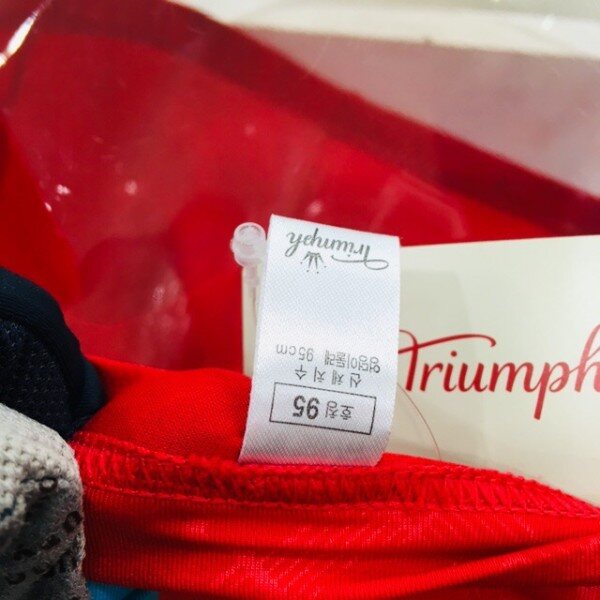 Triumph
호칭 95
신 체 치 수
엉덩이둘레 95cm
Triumph